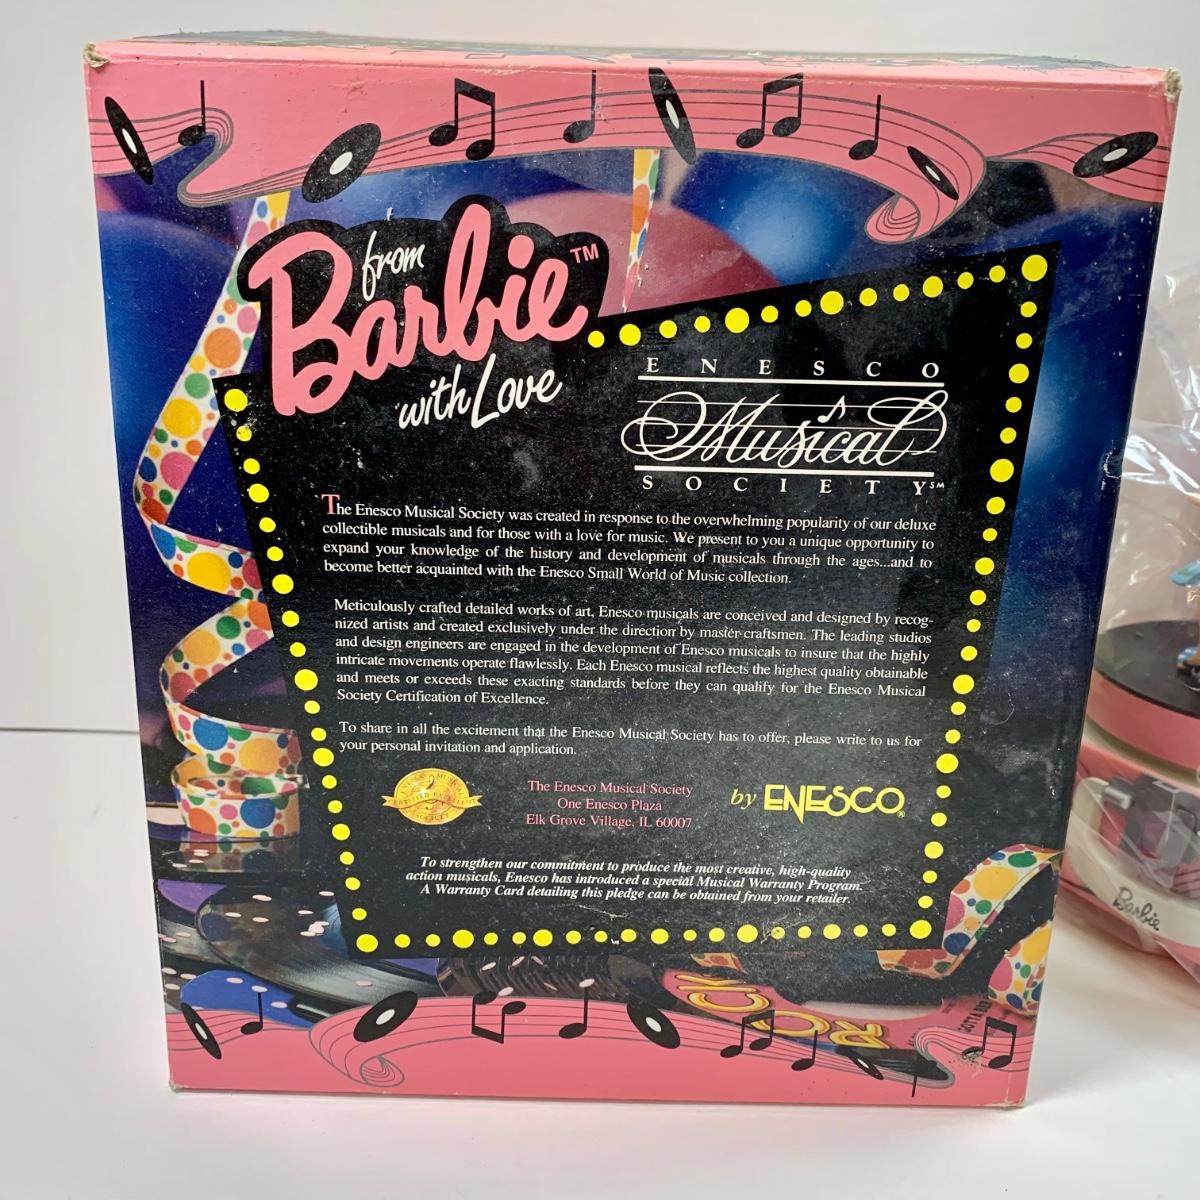 from
Barbie™
with Love
ENESCO
Musical
SOCIETY℠
The Enesco Musical Society was created in response to the overwhelming popularity of our deluxe
collectible musicals and for those with a love for music. We present to you a unique opportunity to
expand your knowledge of the history and development of musicals through the ages...and to
become better acquainted with the Enesco Small World of Music collection.
Meticulously crafted detailed works of art, Enesco musicals are conceived and designed by recog-
nized artists and created exclusively under the direction by master craftsmen. The leading studios
and design engineers are engaged in the development of Enesco musicals to insure that the highly
intricate movements operate flawlessly. Each Enesco musical reflects the highest quality obtainable
and meets or exceeds these exacting standards before they can qualify for the Enesco Musical
Society Certification of Excellence.
To share in all the excitement that the Enesco Musical Society has to offer, please write to us for
your personal invitation and application.
ENESCO MUSICAL
CERTIFIED EXCELLENT
SOCIETY
The Enesco Musical Society
One Enesco Plaza
Elk Grove Village, IL 60007
by ENESCO®
To strengthen our commitment to produce the most creative, high-quality
action musicals, Enesco has introduced a special Musical Warranty Program.
A Warranty Card detailing this pledge can be obtained from your retailer.
ROCK
Barbie